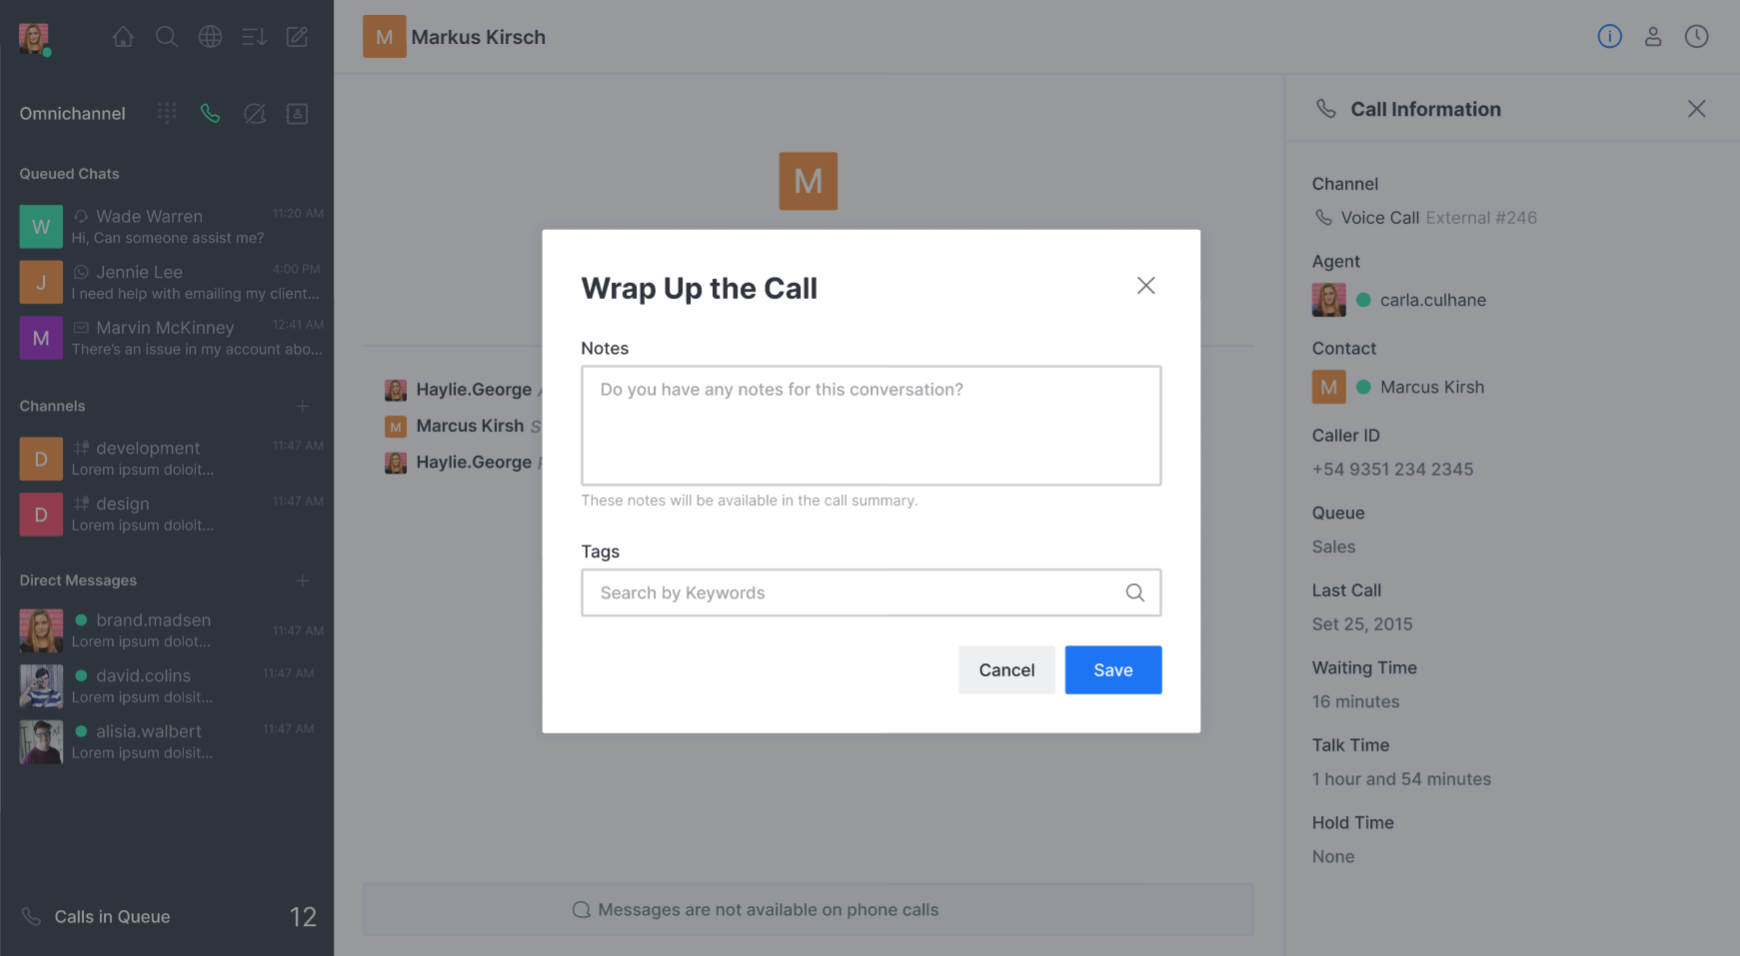 M Markus Kirsch
Omnichannel
Queued Chats
W Wade Warren 11:20 AM
Hi, Can someone assist me?
J Jennie Lee 4:00 PM
I need help with emailing my client...
M Marvin McKinney 12:41 AM
There's an issue in my account abo...
Channels
D development 11:47 AM
Lorem ipsum doloit...
D design 11:47 AM
Lorem ipsum doloit...
Direct Messages
brand.madsen 11:47 AM
Lorem ipsum dolot...
david.colins 11:47 AM
Lorem ipsum dolsit...
alisia.walbert 11:47 AM
Lorem ipsum dolsit...
Calls in Queue 12
M
Haylie.George
M Marcus Kirsh
Haylie.George
Messages are not available on phone calls
Wrap Up the Call
Notes
Do you have any notes for this conversation?
These notes will be available in the call summary.
Tags
Search by Keywords
Cancel Save
Call Information
Channel
Voice Call External #246
Agent
carla.culhane
Contact
M Marcus Kirsh
Caller ID
+54 9351 234 2345
Queue
Sales
Last Call
Set 25, 2015
Waiting Time
16 minutes
Talk Time
1 hour and 54 minutes
Hold Time
None